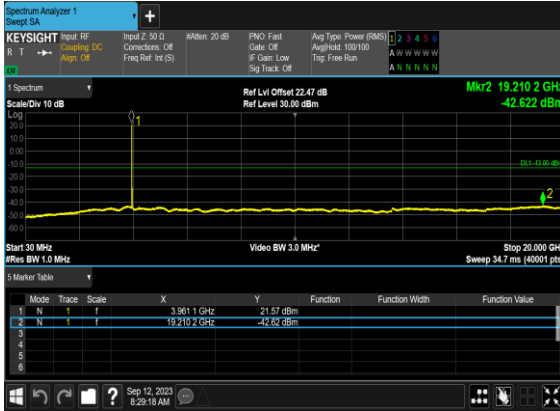 Spectrum Analyzer 1
Swept SA
+
KEYSIGHT Input: RF Input Z: 50 Ω #Atten: 20 dB PNO: Fast Avg Type: Power (RMS) 1 2 3 4 5 6
R T Coupling: DC Corrections: Off Gate: Off Avg|Hold: 100/100 A W W W W W
Align: Off Freq Ref: Int (S) IF Gain: Low Trig: Free Run
Sig Track: Off A N N N N N
1 Spectrum Ref Lvl Offset 22.47 dB Mkr2 19.210 2 GHz
Scale/Div 10 dB Ref Level 30.00 dBm -42.622 dBm
Log
20.0
10.0
0.00
-10.0
-20.0
-30.0
-40.0
-50.0
-60.0
1
DL1 -13.00 dBm
2
Start 30 MHz Video BW 3.0 MHz* Stop 20.000 GHz
#Res BW 1.0 MHz Sweep 34.7 ms (40001 pts)
5 Marker Table
Mode Trace Scale X Y Function Function Width Function Value
1 N 1 f 3.961 1 GHz 21.57 dBm
2 N 1 f 19.210 2 GHz -42.62 dBm
3
4
5
6
? Sep 12, 2023
8:29:18 AM